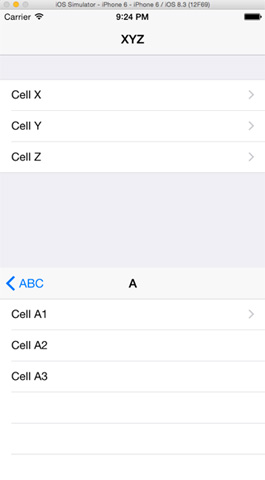 iOS Simulator - iPhone 6 - iPhone 6 / iOS 8.3 (12F69)
Carrier 9:24 PM
XYZ
Cell X
Cell Y
Cell Z
ABC A
Cell A1
Cell A2
Cell A3